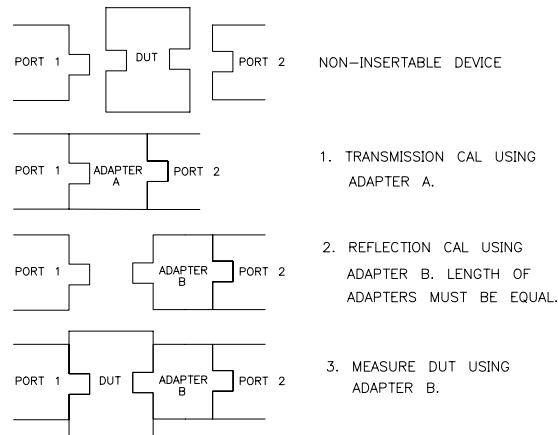 PORT 1 DUT PORT 2 NON-INSERTABLE DEVICE
PORT 1 ADAPTER A PORT 2
1. TRANSMISSION CAL USING
ADAPTER A.
PORT 1 ADAPTER B PORT 2
2. REFLECTION CAL USING
ADAPTER B. LENGTH OF
ADAPTERS MUST BE EQUAL.
PORT 1 DUT ADAPTER B PORT 2
3. MEASURE DUT USING
ADAPTER B.